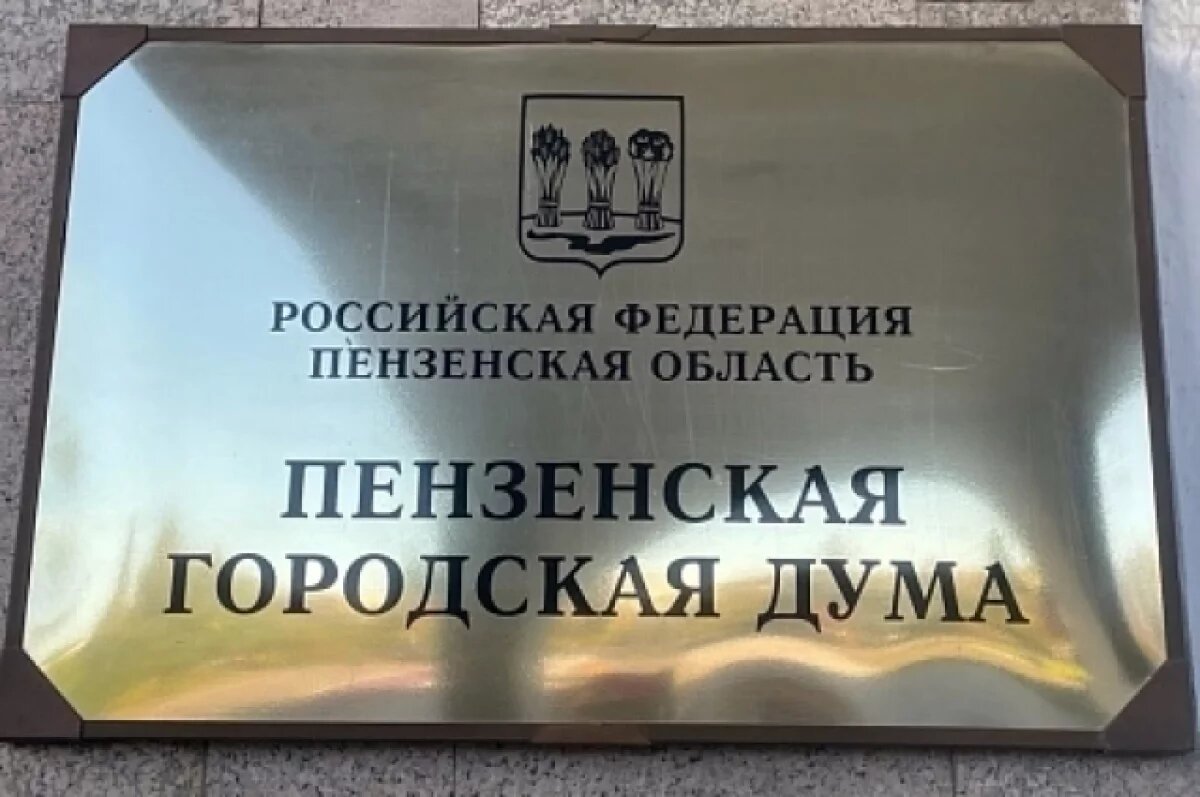 РОССИЙСКАЯ ФЕДЕРАЦИЯ
ПЕНЗЕНСКАЯ ОБЛАСТЬ
ПЕНЗЕНСКАЯ
ГОРОДСКАЯ ДУМА